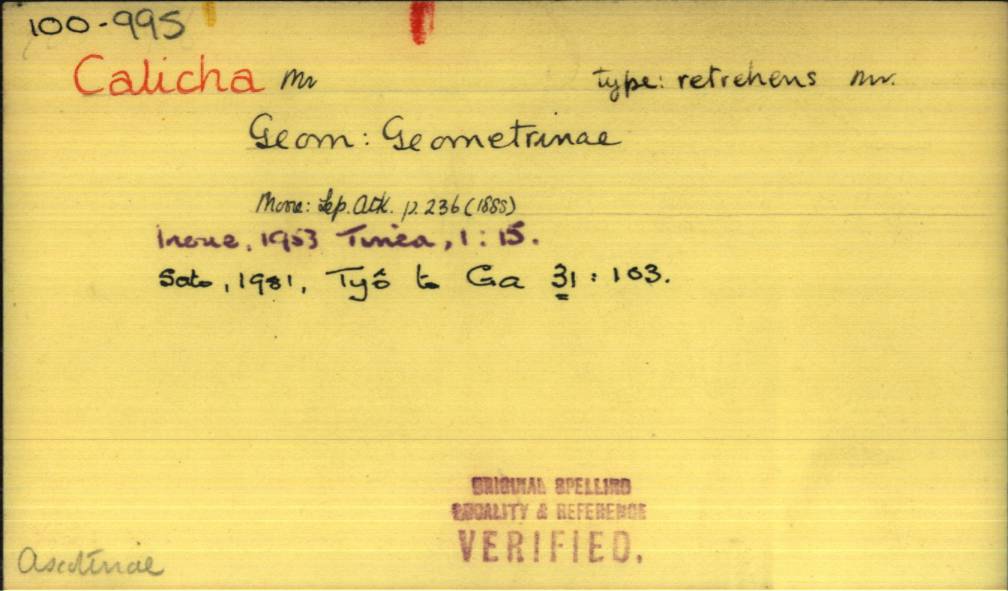 100-995
Calicha Mr type: retrehens Mr.
Geom: Geometrinae
Moore: Lep. Atk. p. 236 (1888)
Inoue, 1953 Tinea, 1 : 15.
Sato, 1981, Tyô to Ga 31 : 103.
ORIGINAL SPELLING
LOCALITY & REFERENCE
VERIFIED.
Ascotinae